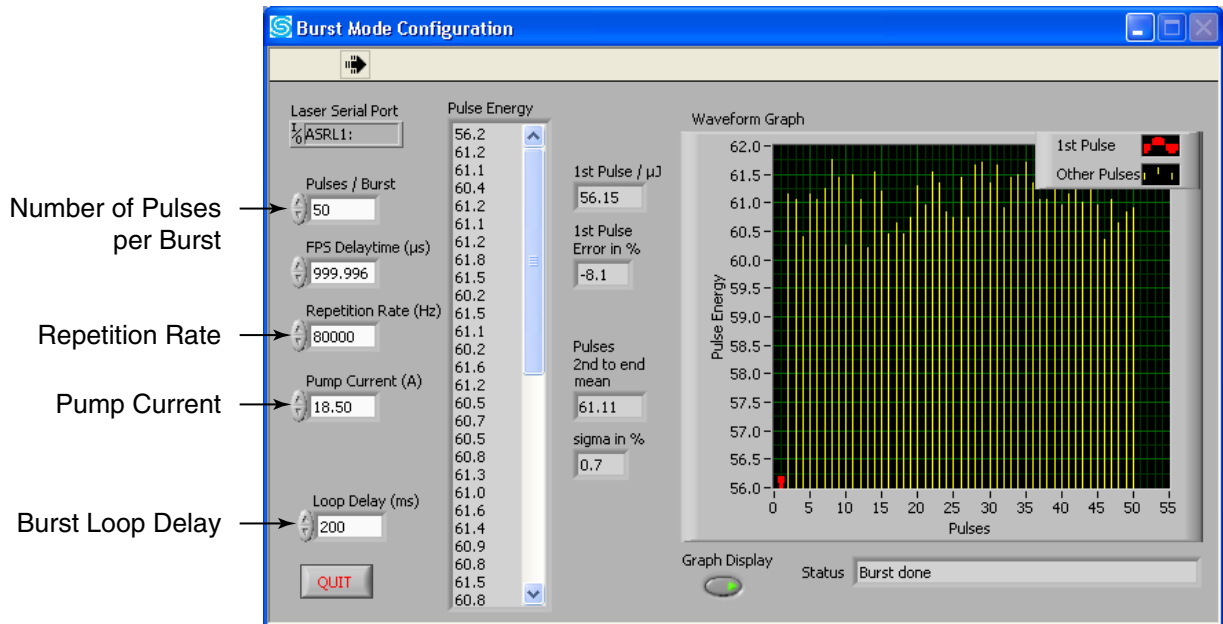 Burst Mode Configuration
Number of Pulses
per Burst
Repetition Rate
Pump Current
Burst Loop Delay
Laser Serial Port
I/0 ASRL1:
Pulses / Burst
50
FPS Delaytime (µs)
999.996
Repetition Rate (Hz)
80000
Pump Current (A)
18.50
Loop Delay (ms)
200
QUIT
Pulse Energy
56.2
61.2
61.1
60.4
61.2
61.1
61.2
61.8
61.5
60.2
61.5
61.1
60.2
61.6
61.2
60.5
60.7
60.5
60.8
61.3
61.0
61.6
61.4
60.9
60.8
61.5
60.8
1st Pulse / µJ
56.15
1st Pulse
Error in %
-8.1
Pulses
2nd to end
mean
61.11
sigma in %
0.7
Waveform Graph
1st Pulse
Other Pulses
Pulse Energy
62.0
61.5
61.0
60.5
60.0
59.5
59.0
58.5
58.0
57.5
57.0
56.5
56.0
0 5 10 15 20 25 30 35 40 45 50 55
Pulses
Graph Display
Status Burst done